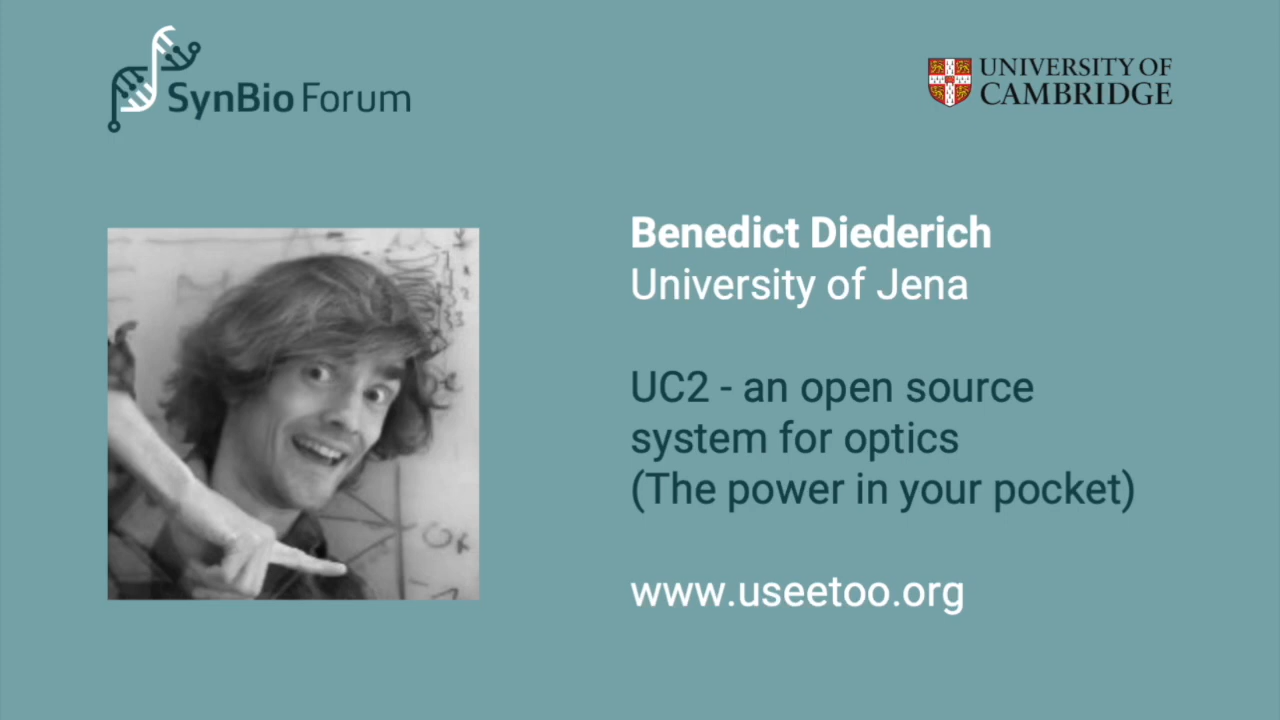 SynBio Forum
UNIVERSITY OF
CAMBRIDGE
Benedict Diederich
University of Jena
UC2 - an open source
system for optics
(The power in your pocket)
www.useetoo.org
OK